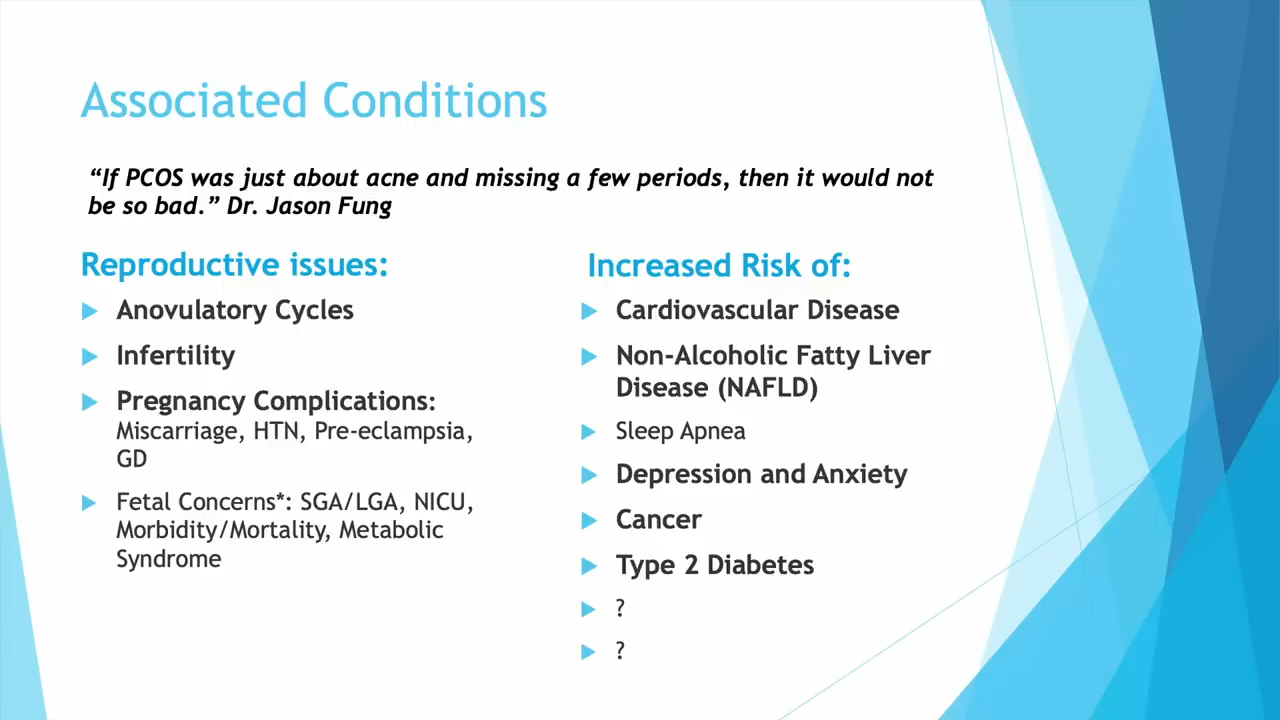 Associated Conditions
“If PCOS was just about acne and missing a few periods, then it would not
be so bad.” Dr. Jason Fung
Reproductive issues:
Anovulatory Cycles
Infertility
Pregnancy Complications:
Miscarriage, HTN, Pre-eclampsia,
GD
Fetal Concerns*: SGA/LGA, NICU,
Morbidity/Mortality, Metabolic
Syndrome
Increased Risk of:
Cardiovascular Disease
Non-Alcoholic Fatty Liver
Disease (NAFLD)
Sleep Apnea
Depression and Anxiety
Cancer
Type 2 Diabetes
?
?